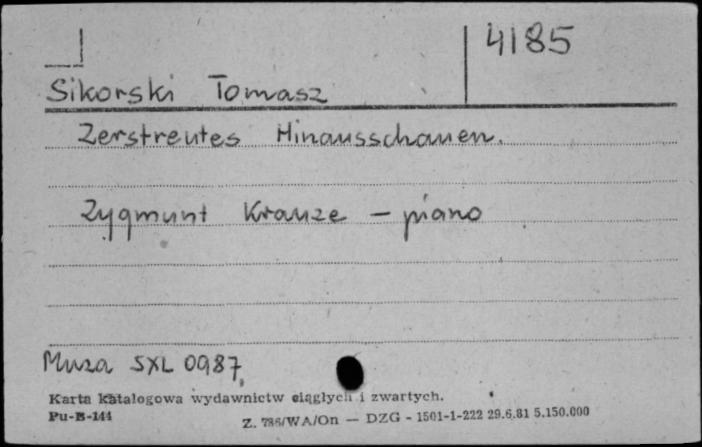 4185
Sikorski Tomasz
Zerstreutes Hinausschauen.
Zygmunt Krauze – piano
Muza SXL 0987
Karta katalogowa wydawnictw ciągłych i zwartych.
Pu-B-144
Z. 786/WA/On — DZG - 1501-1-222 29.6.81 5.150.000